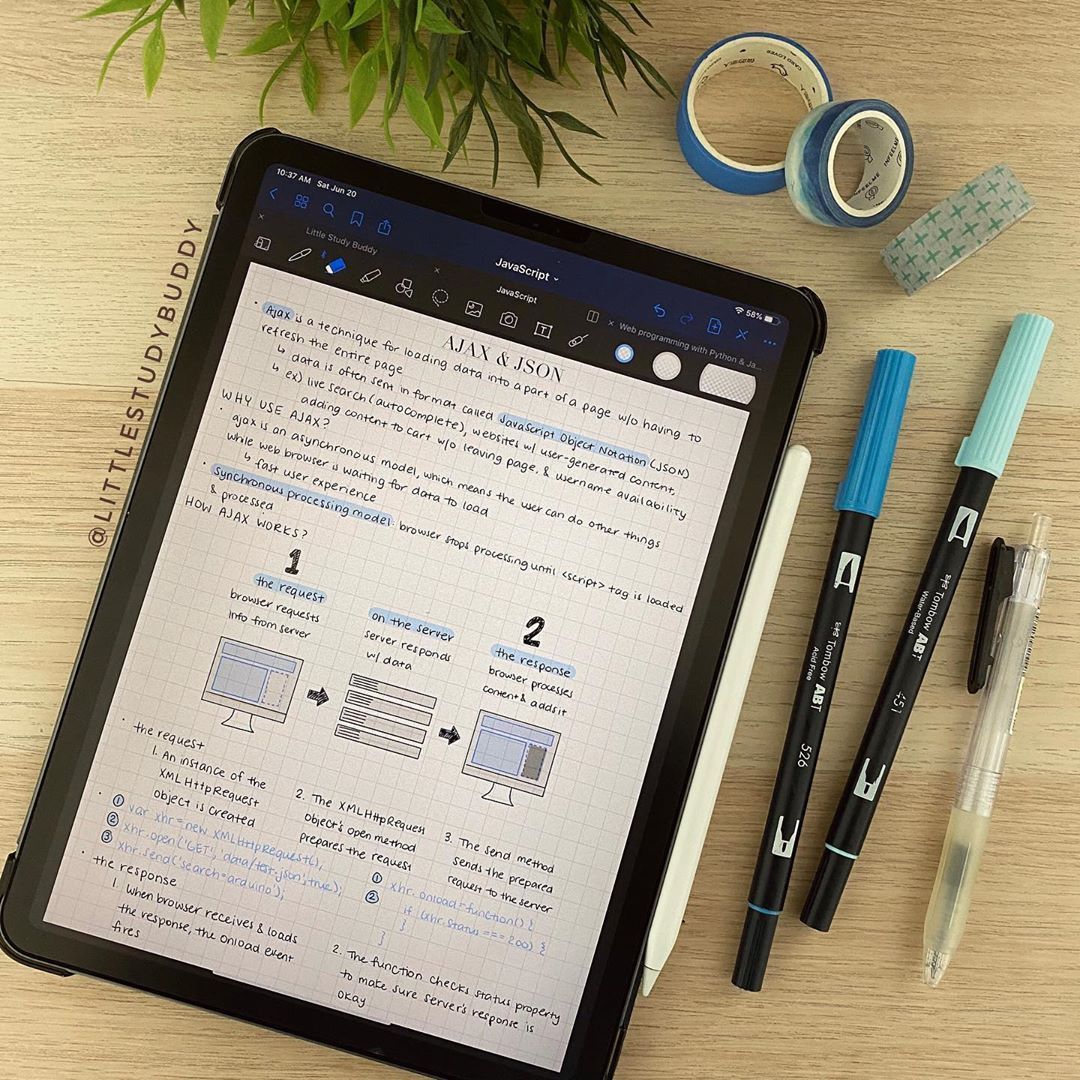 @LITTLESTUDYBUDDY
10:37 AM Sat Jun 20
58%
Little Study Buddy
JavaScript
JavaScript
Web programming with Python & Ja...
AJAX & JSON
• Ajax is a technique for loading data into a part of a page w/o having to
refresh the entire page
↳ data is often sent in format called JavaScript Object Notation (JSON)
↳ ex) live search (autocomplete), websites w/ user-generated content,
adding content to cart w/o leaving page, & username availability
WHY USE AJAX?
• ajax is an asynchronous model, which means the user can do other things
while web browser is waiting for data to load
↳ fast user experience
• synchronous processing model: browser stops processing until <script> tag is loaded
& processed
HOW AJAX WORKS?
1
the request
browser requests
info from server
on the server
server responds
w/ data
2
the response
browser processes
content & adds it
• the request
1. An instance of the
XMLHttpRequest
object is created
2. The XMLHttpRequest
object's open method
prepares the request
3. The send method
sends the prepared
request to the server
① var xhr = new XMLHttpRequest();
② xhr.open('GET', 'data/test.json', true);
③ xhr.send('search=arduino');
• the response
1. When browser receives & loads
the response, the onload event
fires
① xhr.onload = function() {
② if (xhr.status === 200) {
}
}
2. The function checks status property
to make sure server's response is
okay
CARD LOVER
INFEELME
Tombow ABT
Acid Free
526
Tombow ABT
Water-Based
451